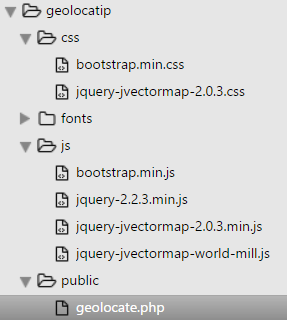 geolocatip
css
bootstrap.min.css
jquery-jvectormap-2.0.3.css
fonts
js
bootstrap.min.js
jquery-2.2.3.min.js
jquery-jvectormap-2.0.3.min.js
jquery-jvectormap-world-mill.js
public
geolocate.php